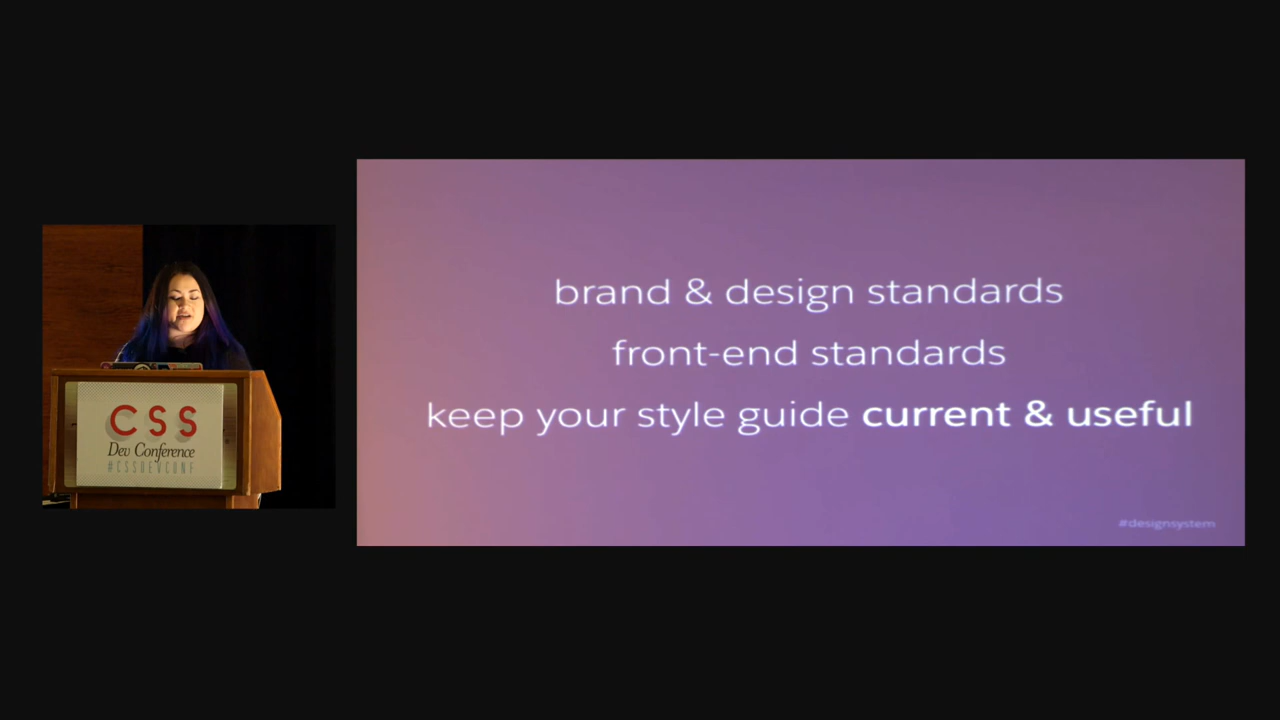 CSS
Dev Conference
#CSSDEVCONF
brand & design standards
front-end standards
keep your style guide current & useful
#designsystem